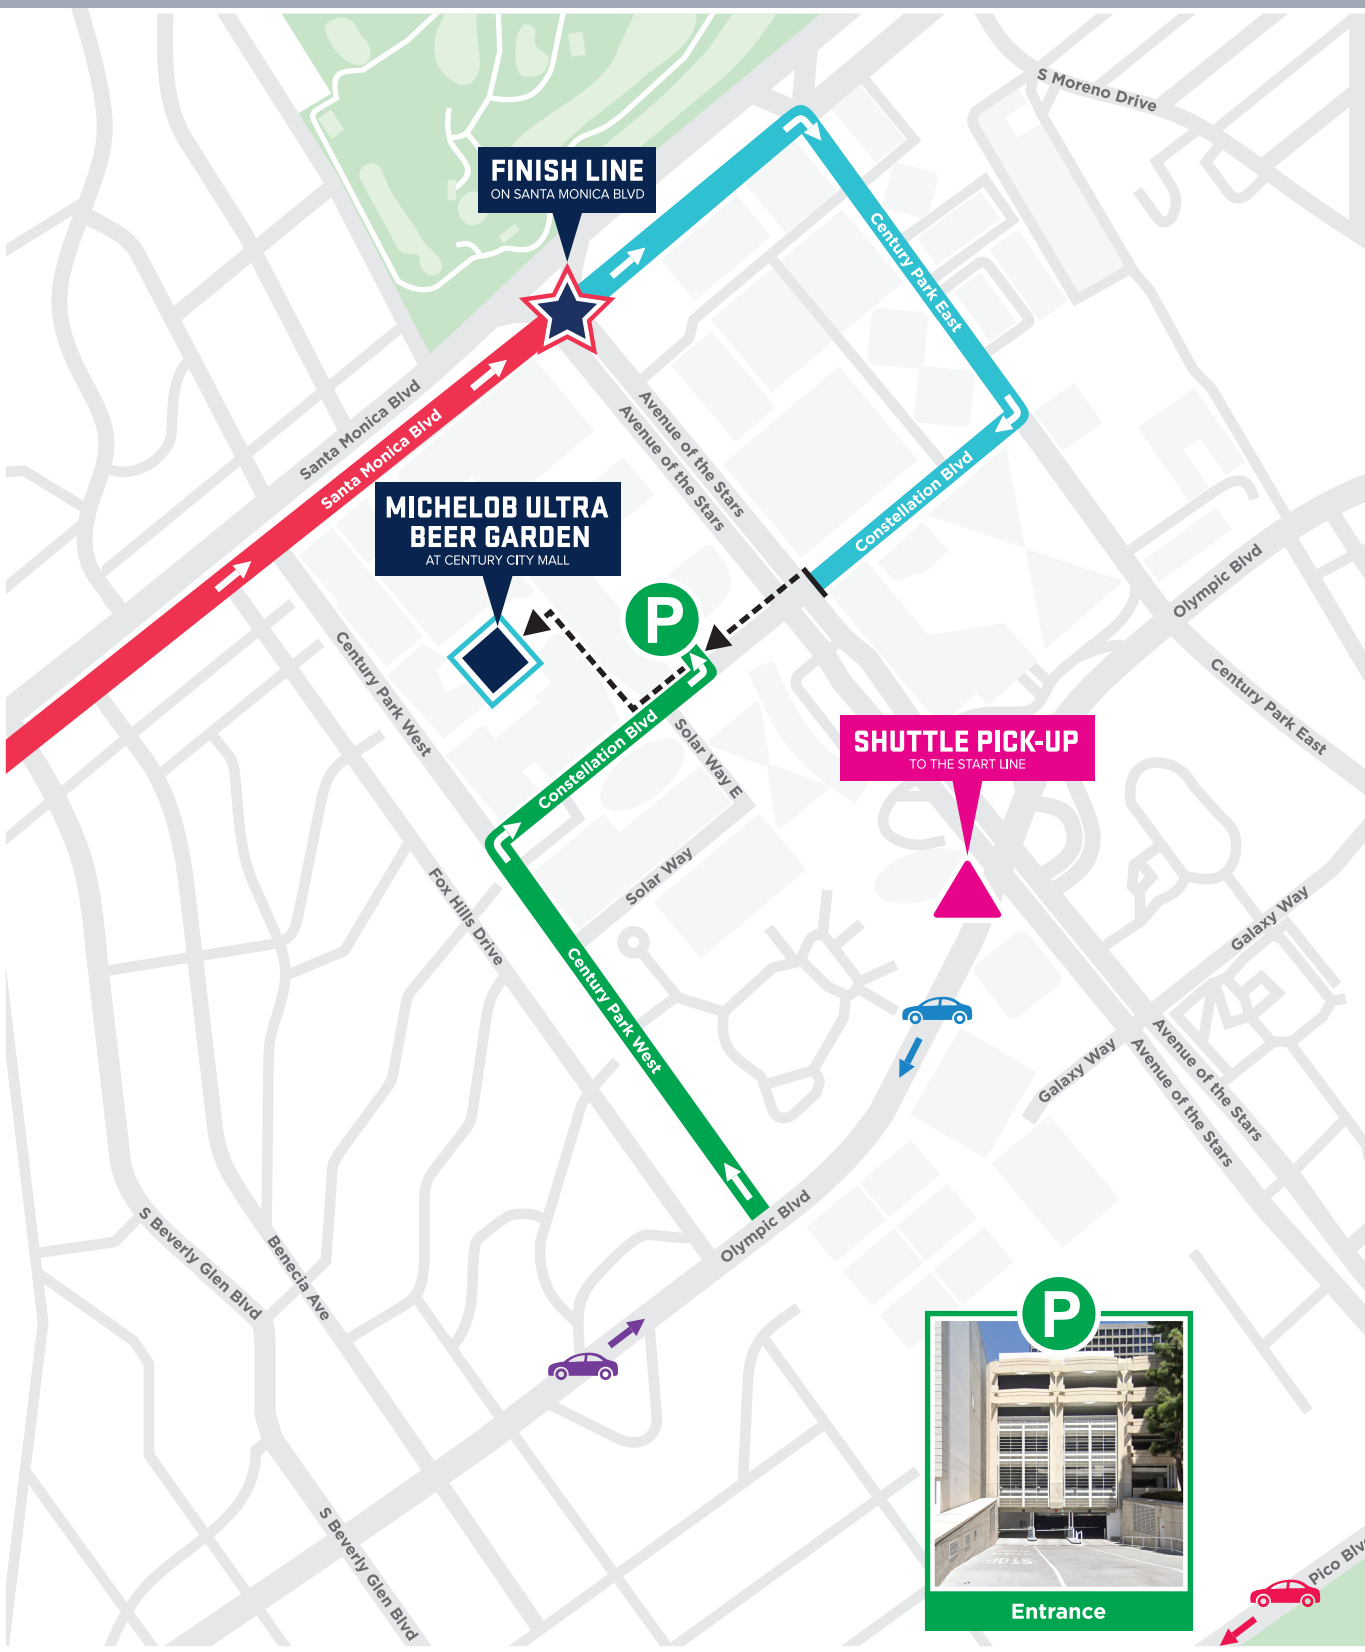 S Moreno Drive
FINISH LINE
ON SANTA MONICA BLVD
Century Park East
Santa Monica Blvd
Santa Monica Blvd
Avenue of the Stars
Avenue of the Stars
Constellation Blvd
MICHELOB ULTRA
BEER GARDEN
AT CENTURY CITY MALL
Olympic Blvd
P
Century Park West
Century Park East
Solar Way E
Constellation Blvd
SHUTTLE PICK-UP
TO THE START LINE
Solar Way
Fox Hills Drive
Galaxy Way
Century Park West
Galaxy Way
Avenue of the Stars
Avenue of the Stars
Olympic Blvd
S Beverly Glen Blvd
Benecia Ave
P
S Beverly Glen Blvd
STOP
Pico Blv
Entrance